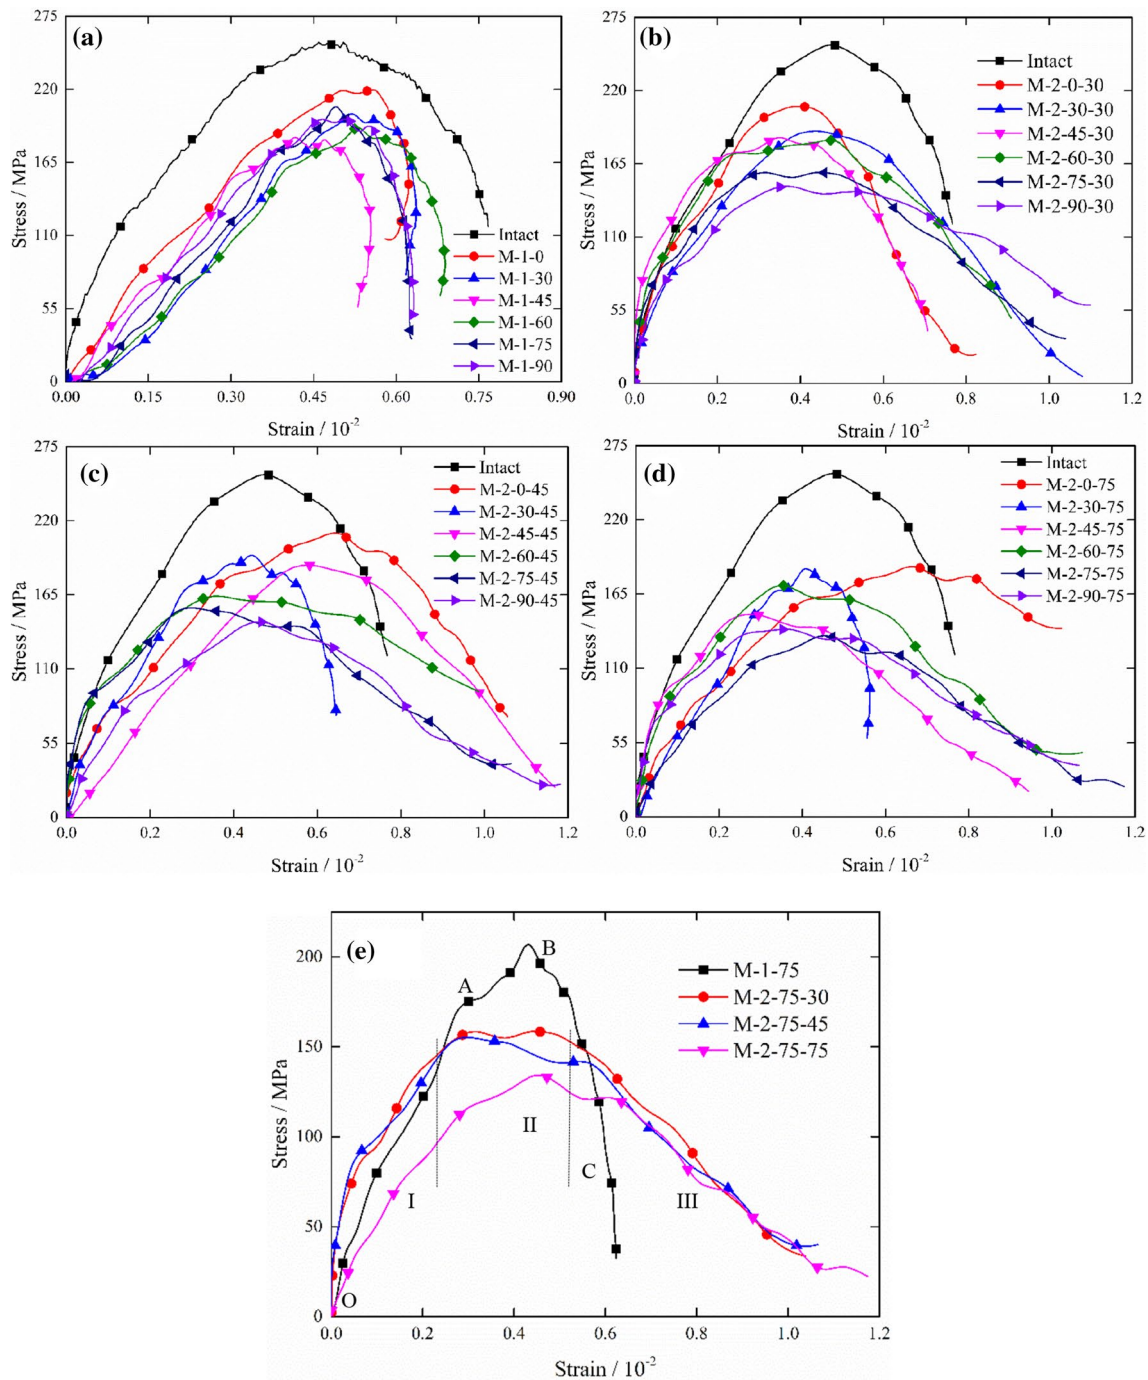 (a)
275
220
165
110
55
0
Stress / MPa
Intact
M-1-0
M-1-30
M-1-45
M-1-60
M-1-75
M-1-90
0.00 0.15 0.30 0.45 0.60 0.75 0.90
Strain / 10⁻²
(b)
275
220
165
110
55
0
Stress / MPa
Intact
M-2-0-30
M-2-30-30
M-2-45-30
M-2-60-30
M-2-75-30
M-2-90-30
0.0 0.2 0.4 0.6 0.8 1.0 1.2
Strain / 10⁻²
(c)
275
220
165
110
55
0
Stress / MPa
Intact
M-2-0-45
M-2-30-45
M-2-45-45
M-2-60-45
M-2-75-45
M-2-90-45
0.0 0.2 0.4 0.6 0.8 1.0 1.2
Strain / 10⁻²
(d)
275
220
165
110
55
0
Stress / MPa
Intact
M-2-0-75
M-2-30-75
M-2-45-75
M-2-60-75
M-2-75-75
M-2-90-75
0.0 0.2 0.4 0.6 0.8 1.0 1.2
Srain / 10⁻²
(e)
200
150
100
50
0
Stress / MPa
A
B
M-1-75
M-2-75-30
M-2-75-45
M-2-75-75
II
C
I
III
O
0.0 0.2 0.4 0.6 0.8 1.0 1.2
Strain / 10⁻²